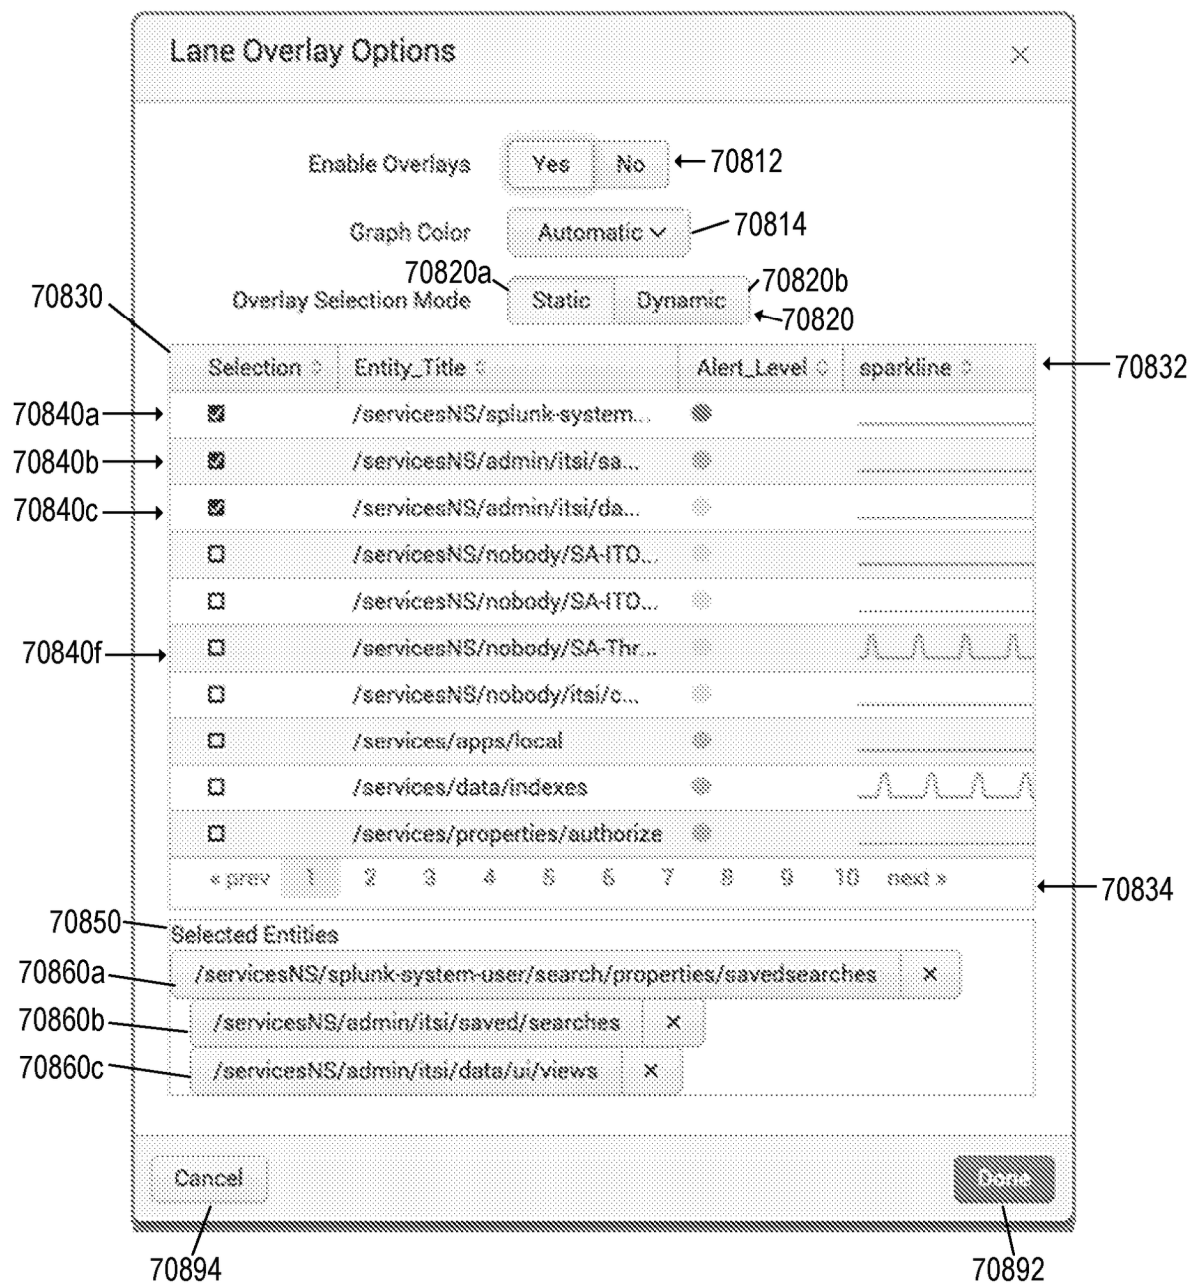 Lane Overlay Options ×
Enable Overlays Yes No 70812
Graph Color Automatic 70814
70820a 70820b
70830 Overlay Selection Mode Static Dynamic 70820
Selection Entity_Title Alert_Level sparkline 70832
70840a /servicesNS/splunk-system...
70840b /servicesNS/admin/itsi/sa...
70840c /servicesNS/admin/itsi/da...
/servicesNS/nobody/SA-ITO...
/servicesNS/nobody/SA-ITO...
70840f /servicesNS/nobody/SA-Thr...
/servicesNS/nobody/itsi/c...
/services/apps/local
/services/data/indexes
/services/properties/authorize
« prev 1 2 3 4 5 6 7 8 9 10 next » 70834
70850 Selected Entities
70860a /servicesNS/splunk-system-user/search/properties/savedsearches ×
70860b /servicesNS/admin/itsi/saved/searches ×
70860c /servicesNS/admin/itsi/data/ui/views ×
Cancel Done
70894 70892